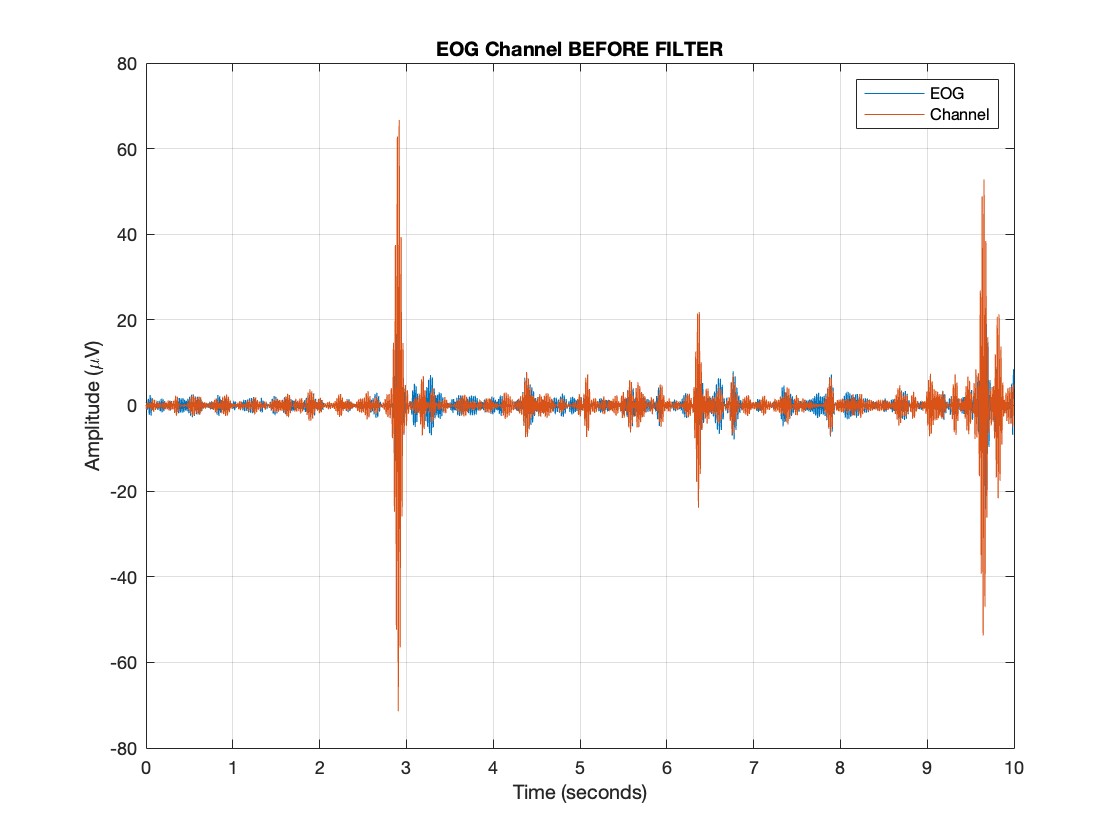 EOG Channel BEFORE FILTER
80
60
40
20
0
-20
-40
-60
-80
Amplitude (μV)
EOG
Channel
0 1 2 3 4 5 6 7 8 9 10
Time (seconds)